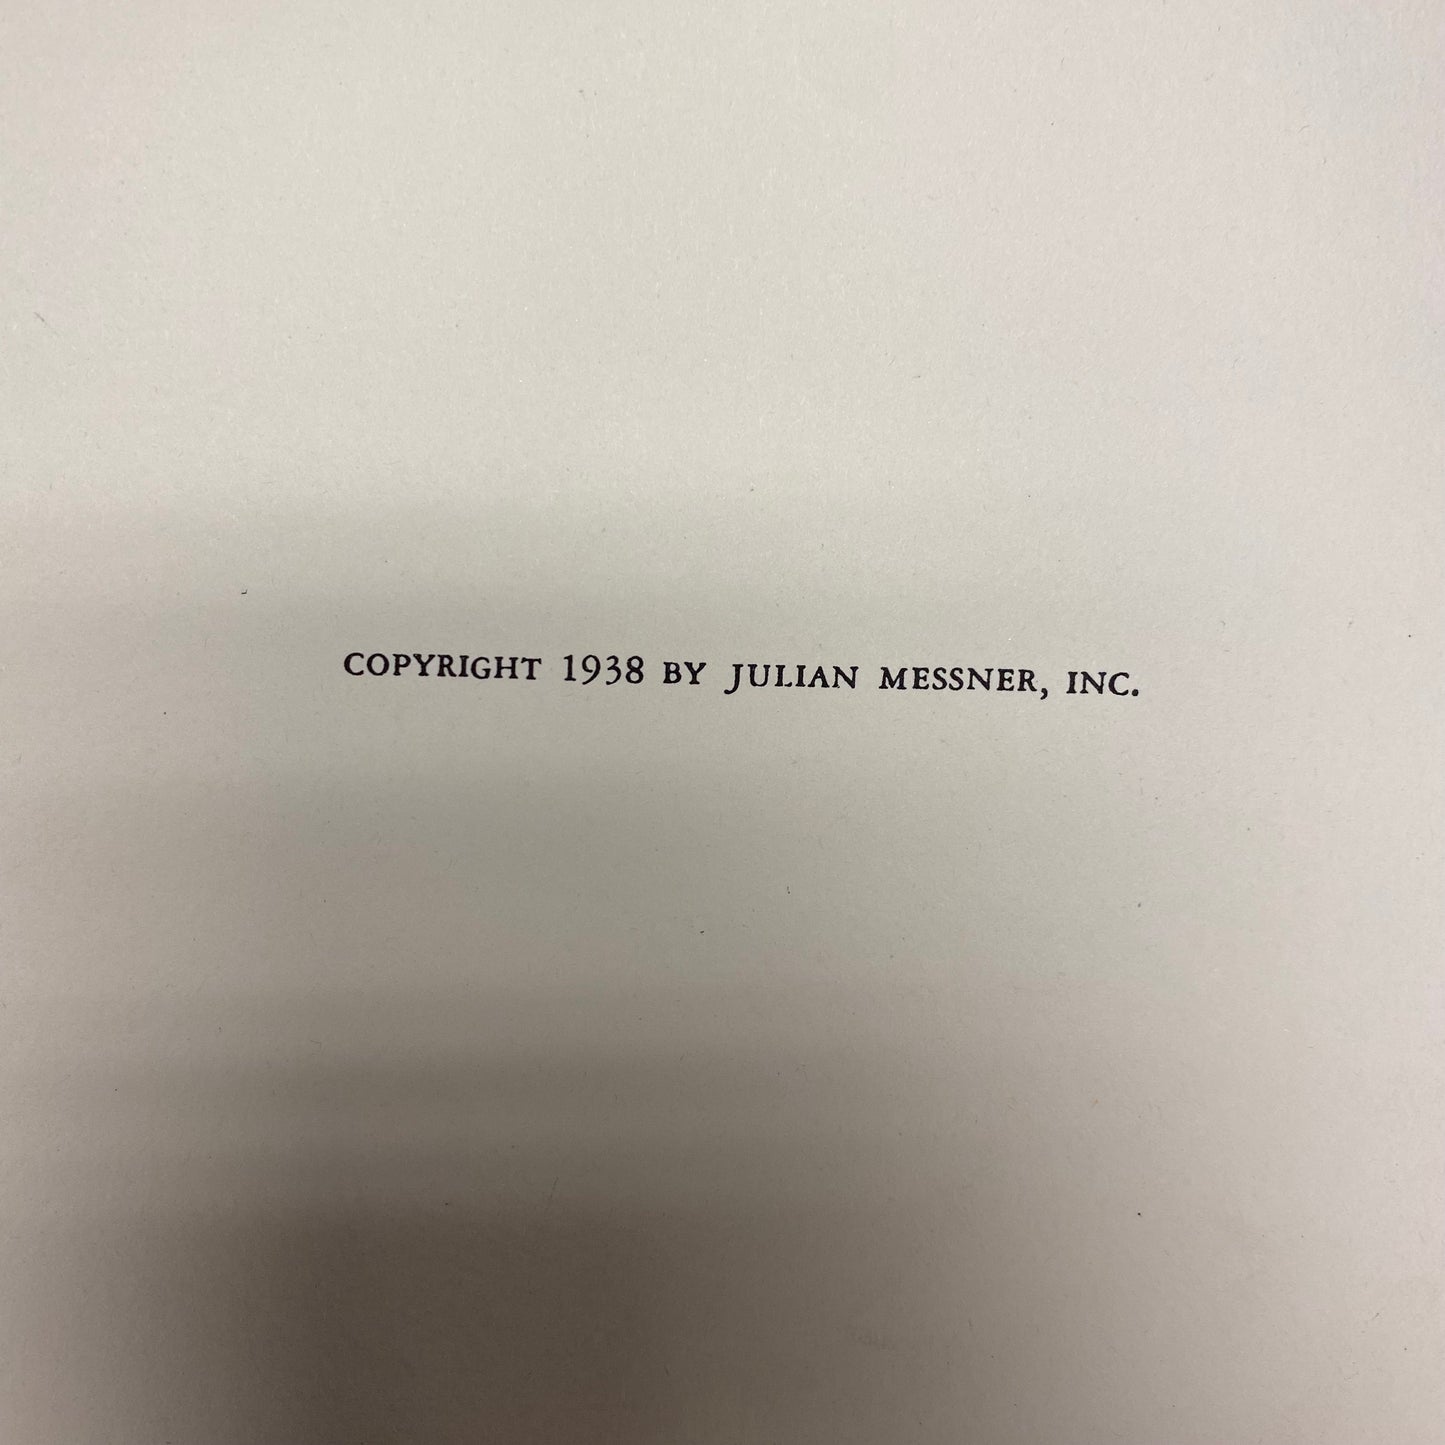 COPYRIGHT 1938 BY JULIAN MESSNER, INC.